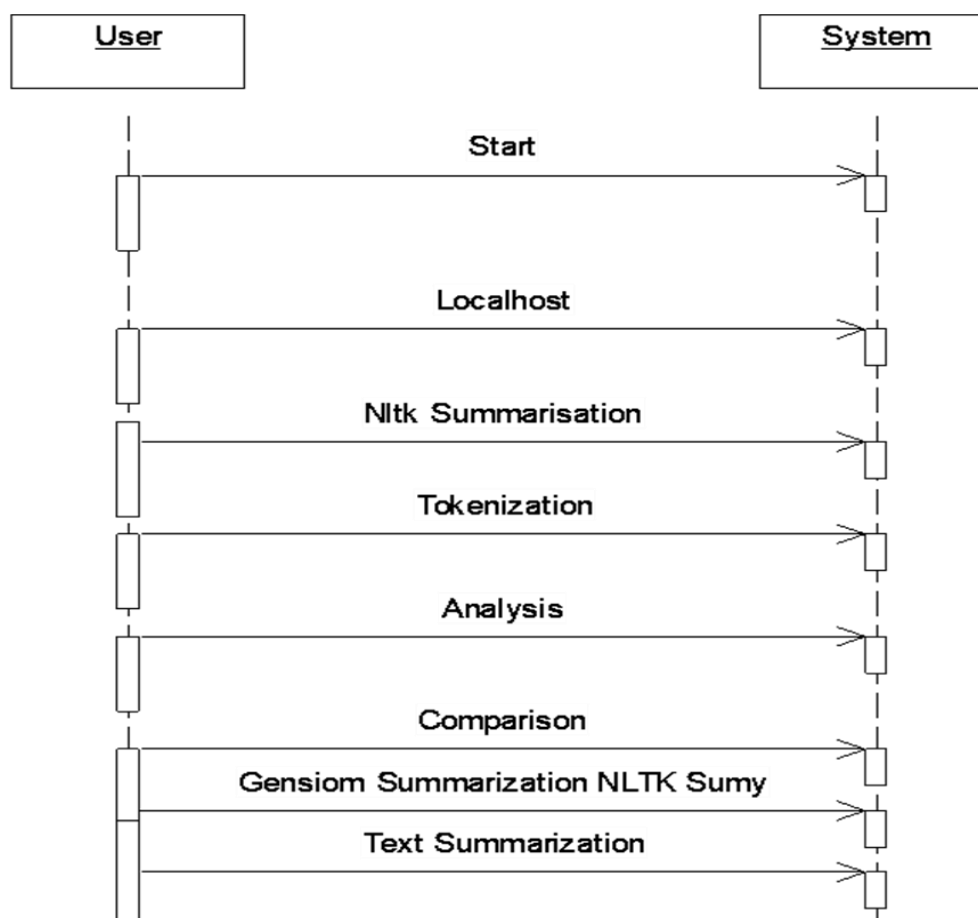 User
System
Start
Localhost
Nltk Summarisation
Tokenization
Analysis
Comparison
Gensiom Summarization NLTK Sumy
Text Summarization